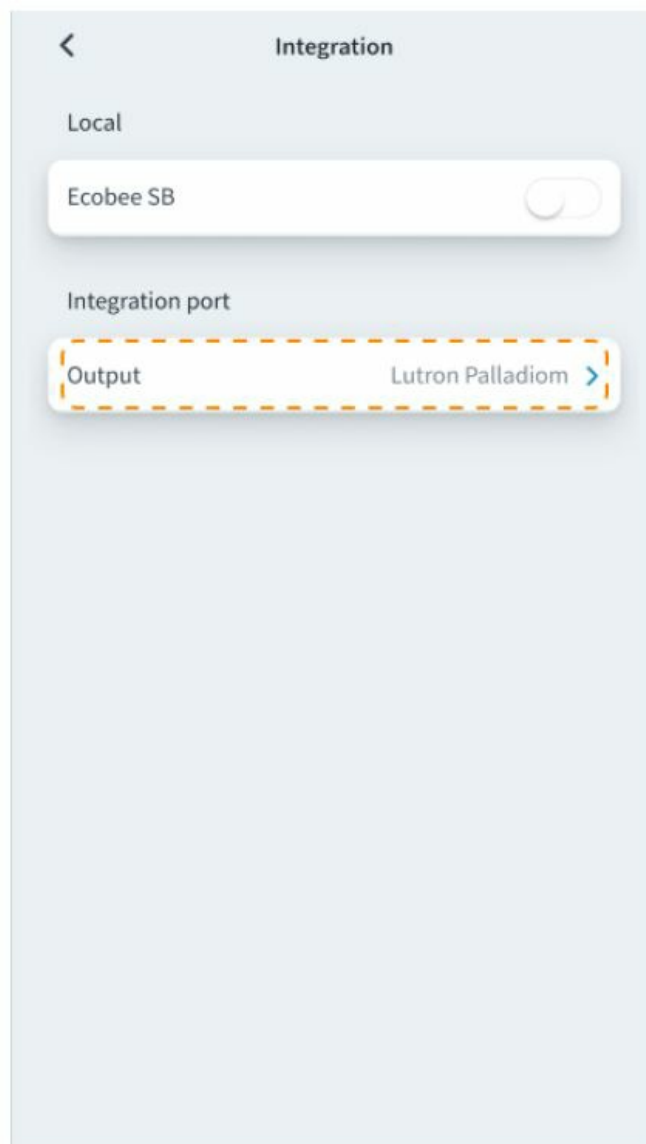 Integration
Local
Ecobee SB
Integration port
Output Lutron Palladiom